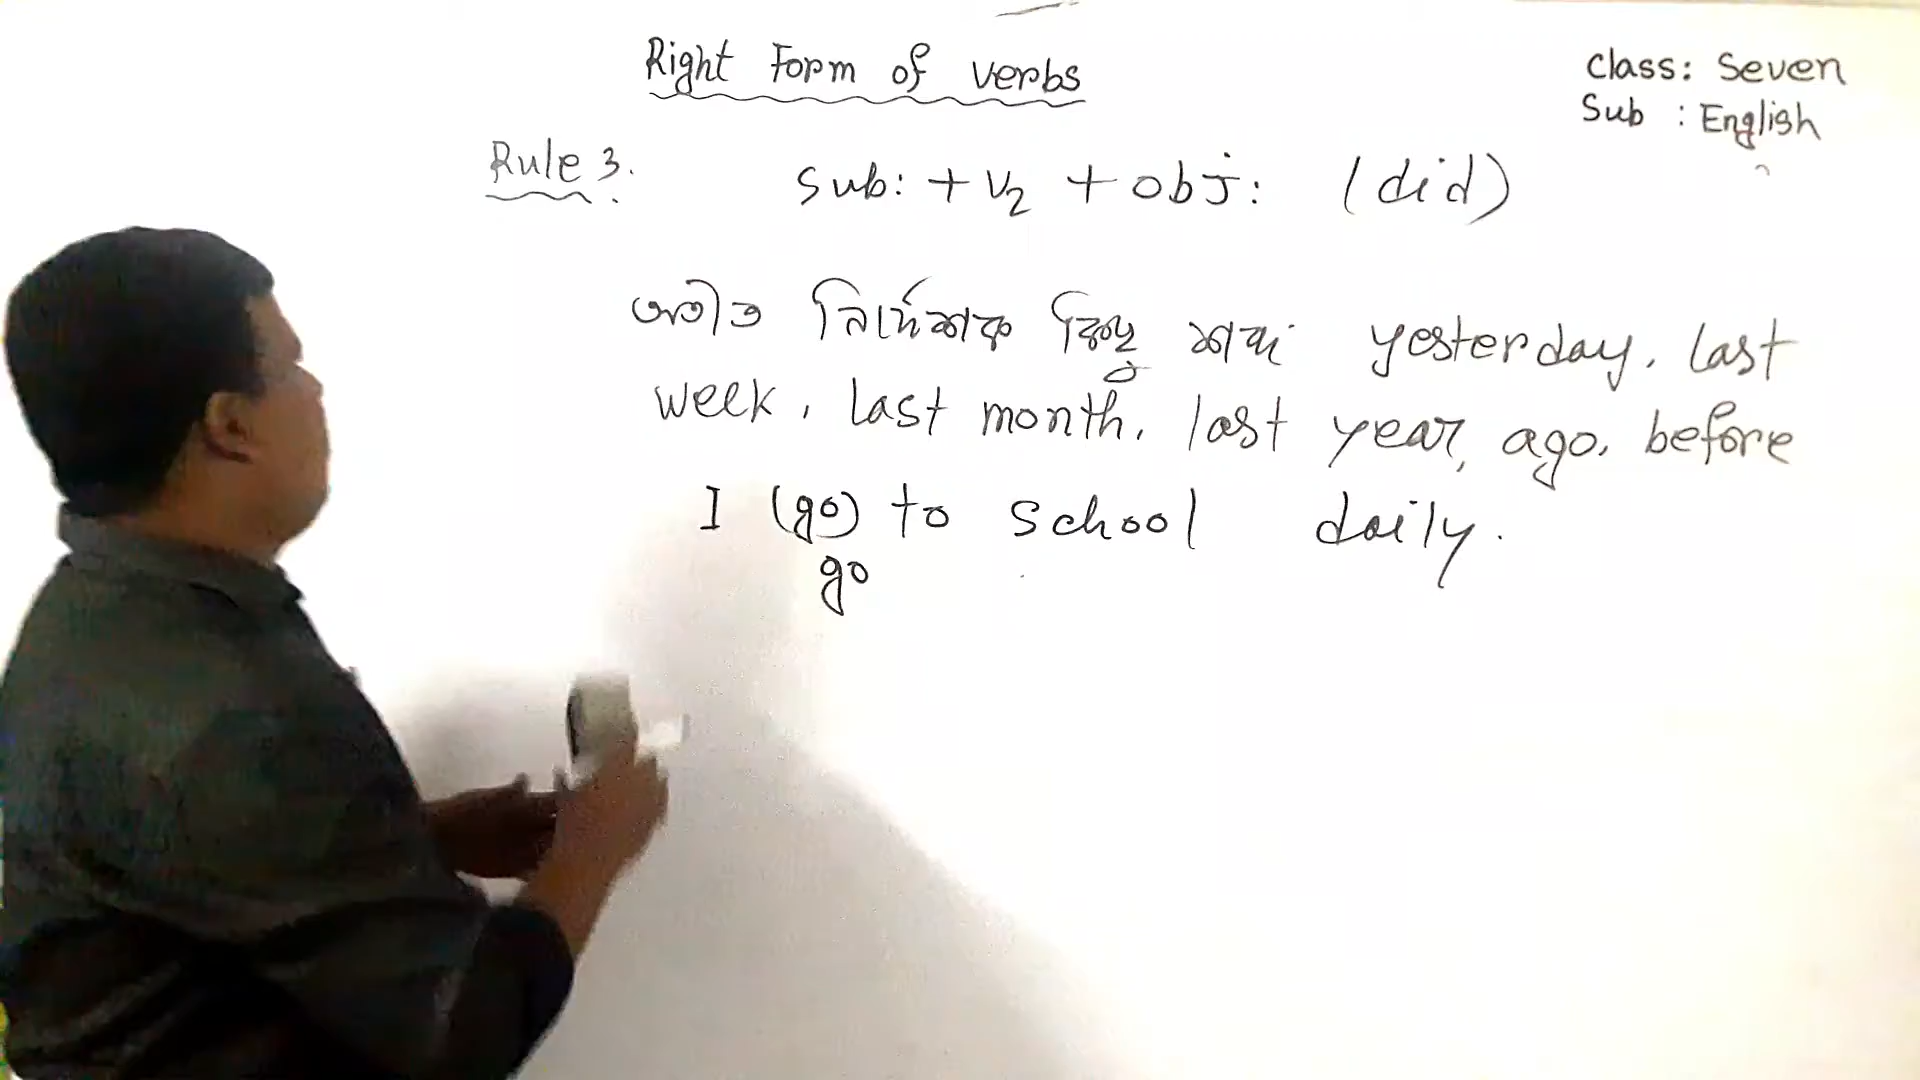 Right Form of verbs
Class: Seven
Sub : English
Rule 3. Sub: + V2 + obj: (did)
অতীত নির্দেশক কিছু শব্দ yesterday, last
week, last month, last year, ago, before
I (go) to school daily.
go